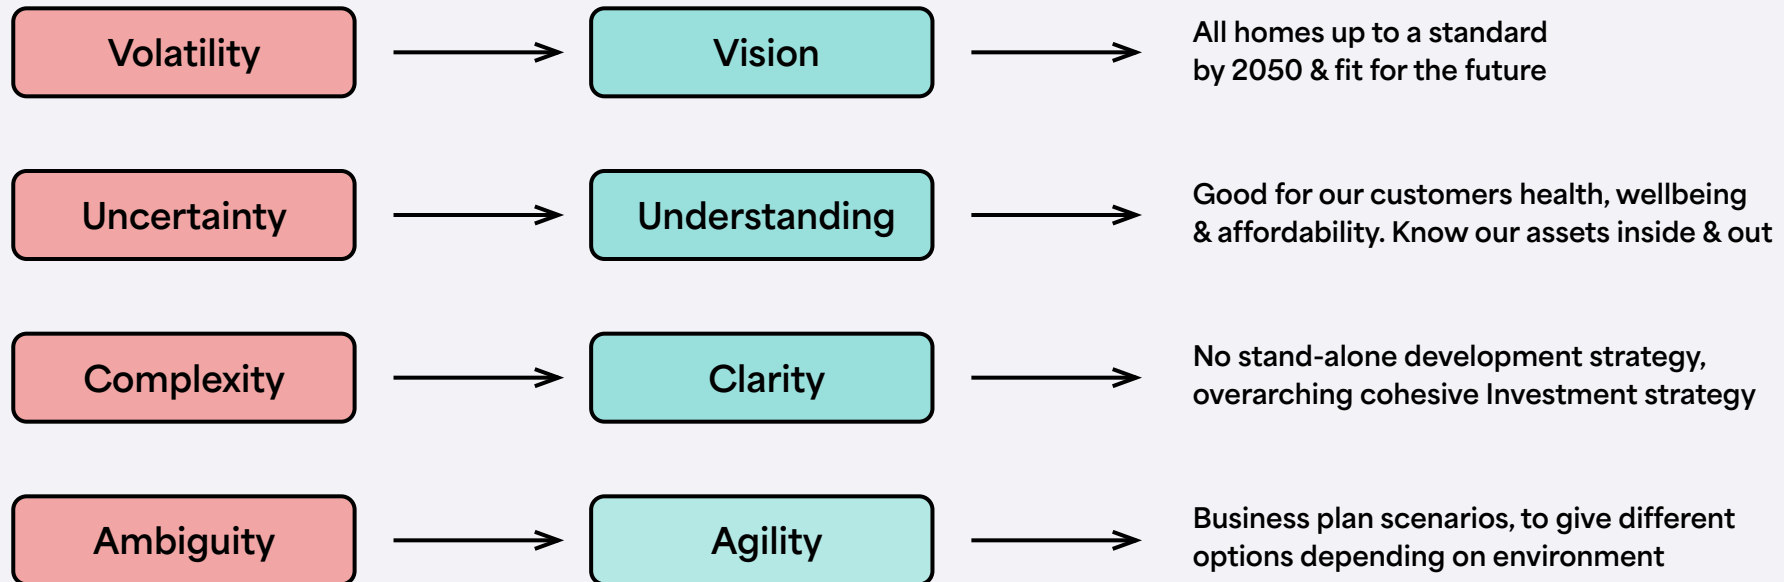 Volatility
Vision
All homes up to a standard
by 2050 & fit for the future
Uncertainty
Understanding
Good for our customers health, wellbeing
& affordability. Know our assets inside & out
Complexity
Clarity
No stand-alone development strategy,
overarching cohesive Investment strategy
Ambiguity
Agility
Business plan scenarios, to give different
options depending on environment